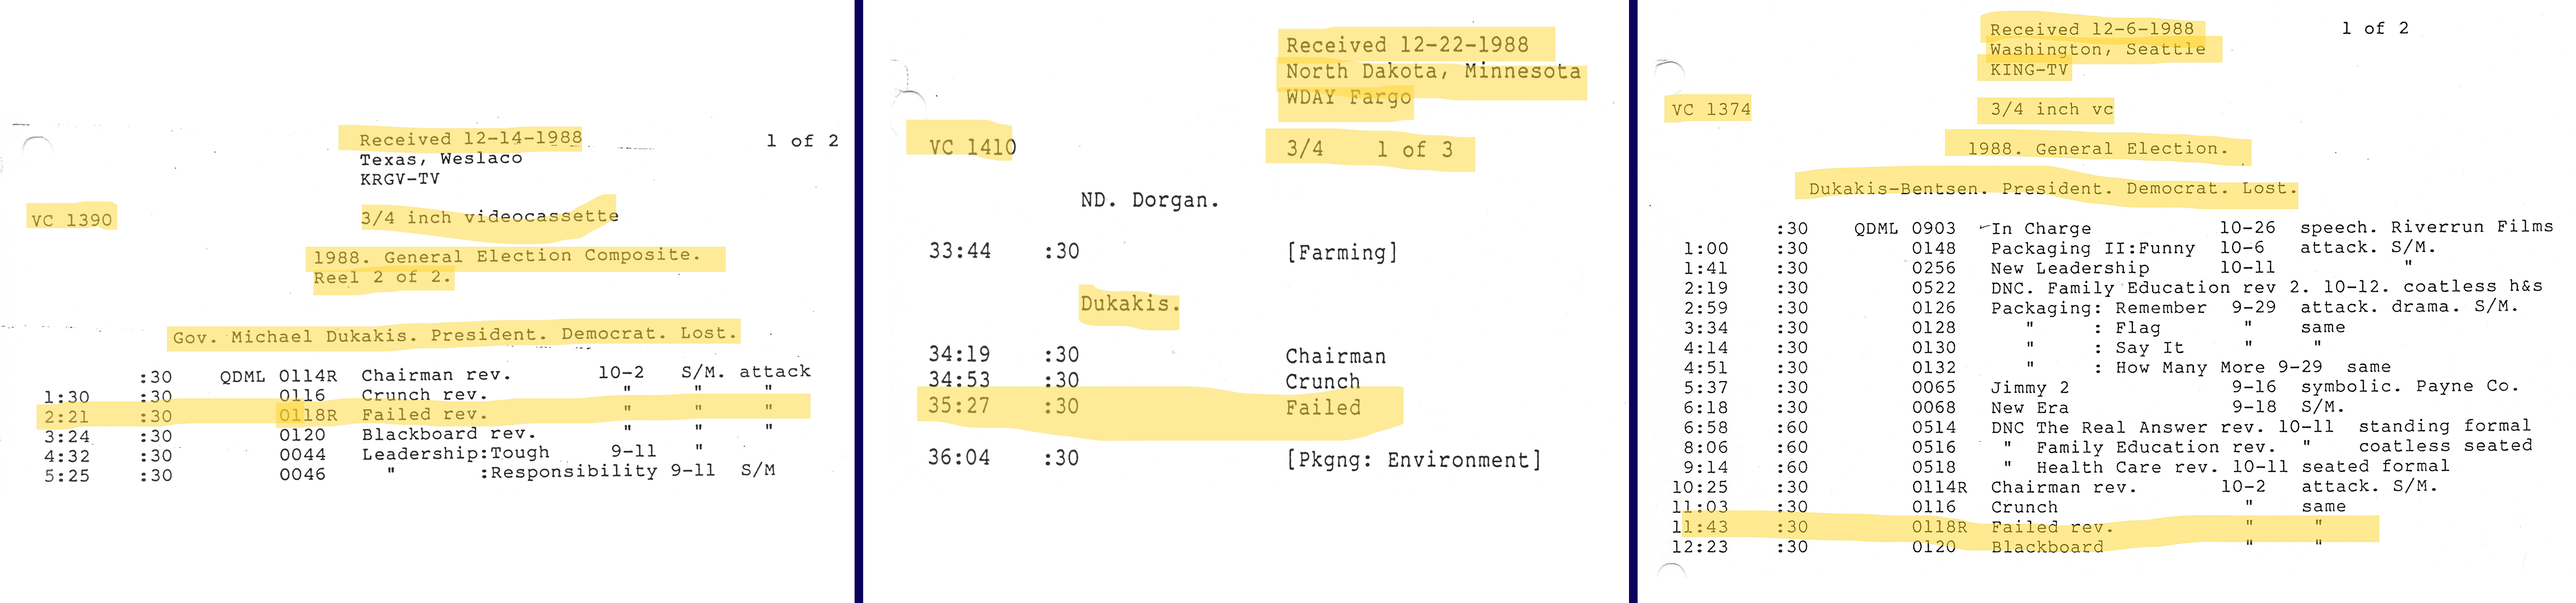 Received 12-14-1988 1 of 2
Texas, Weslaco
KRGV-TV
VC 1390 3/4 inch videocassette
1988. General Election Composite.
Reel 2 of 2.
Gov. Michael Dukakis. President. Democrat. Lost.
:30 QDML 0114R Chairman rev. 10-2 S/M. attack
1:30 :30 0116 Crunch rev. " " "
2:21 :30 0118R Failed rev. " " "
3:24 :30 0120 Blackboard rev. " " "
4:32 :30 0044 Leadership:Tough 9-11 "
5:25 :30 0046 " :Responsibility 9-11 S/M
Received 12-22-1988
North Dakota, Minnesota
WDAY Fargo
VC 1410 3/4 1 of 3
ND. Dorgan.
33:44 :30 [Farming]
Dukakis.
34:19 :30 Chairman
34:53 :30 Crunch
35:27 :30 Failed
36:04 :30 [Pkgng: Environment]
Received 12-6-1988 1 of 2
Washington, Seattle
KING-TV
VC 1374 3/4 inch vc
1988. General Election.
Dukakis-Bentsen. President. Democrat. Lost.
:30 QDML 0903 In Charge 10-26 speech. Riverrun Films
1:00 :30 0148 Packaging II:Funny 10-6 attack. S/M.
1:41 :30 0256 New Leadership 10-11 "
2:19 :30 0522 DNC. Family Education rev 2. 10-12. coatless h&s
2:59 :30 0126 Packaging: Remember 9-29 attack. drama. S/M.
3:34 :30 0128 " : Flag " same
4:14 :30 0130 " : Say It " "
4:51 :30 0132 " : How Many More 9-29 same
5:37 :30 0065 Jimmy 2 9-16 symbolic. Payne Co.
6:18 :30 0068 New Era 9-18 S/M.
6:58 :60 0514 DNC The Real Answer rev. 10-11 standing formal
8:06 :60 0516 " Family Education rev. " coatless seated
9:14 :60 0518 " Health Care rev. 10-11 seated formal
10:25 :30 0114R Chairman rev. 10-2 attack. S/M.
11:03 :30 0116 Crunch " same
11:43 :30 0118R Failed rev. " "
12:23 :30 0120 Blackboard " "